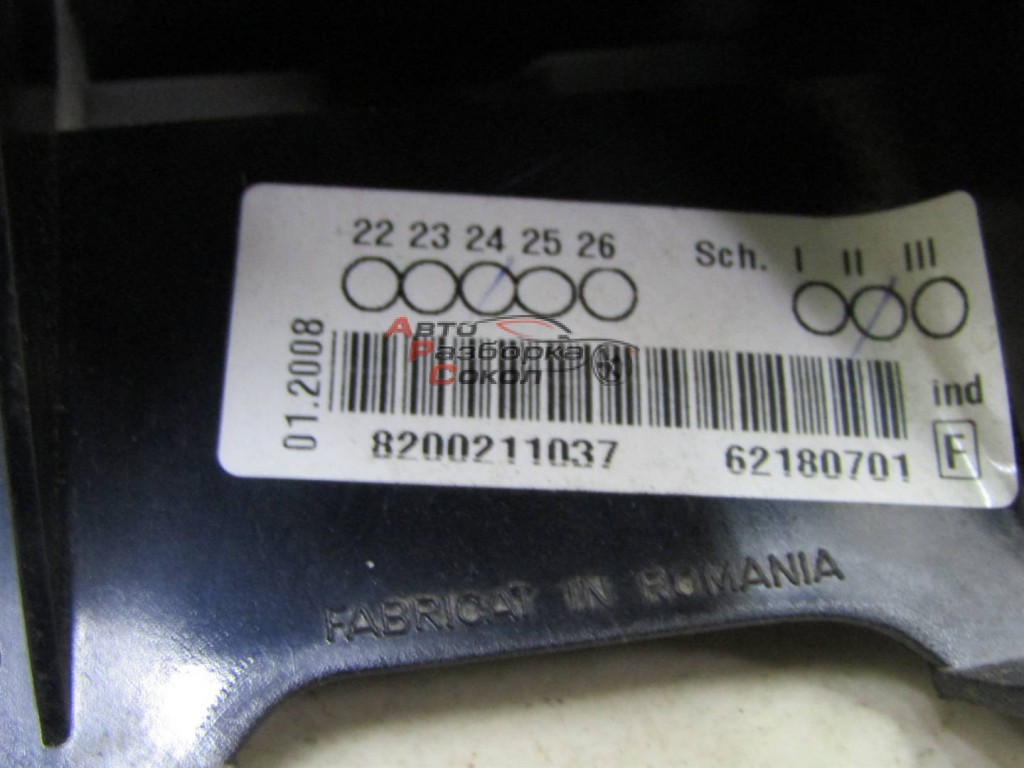 22 23 24 25 26
Sch. I II III
01.2008
Авто
Разборка
Сокол
ind
F
8200211037
62180701
FABRICAT IN ROMANIA